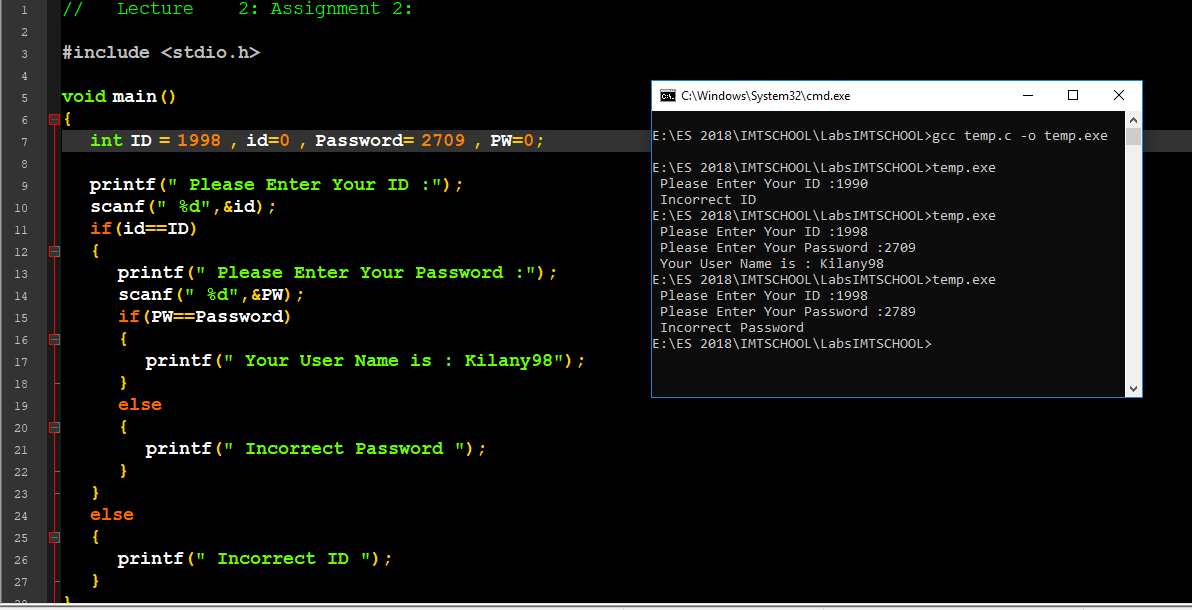 1 // Lecture 2: Assignment 2:
2
3 #include <stdio.h>
4
5 void main()
6 {
7 int ID = 1998 , id=0 , Password= 2709 , PW=0;
8
9 printf(" Please Enter Your ID :");
10 scanf(" %d",&id);
11 if(id==ID)
12 {
13 printf(" Please Enter Your Password :");
14 scanf(" %d",&PW);
15 if(PW==Password)
16 {
17 printf(" Your User Name is : Kilany98");
18 }
19 else
20 {
21 printf(" Incorrect Password ");
22 }
23 }
24 else
25 {
26 printf(" Incorrect ID ");
27 }
28 }
C:\Windows\System32\cmd.exe
E:\ES 2018\IMTSCHOOL\LabsIMTSCHOOL>gcc temp.c -o temp.exe
E:\ES 2018\IMTSCHOOL\LabsIMTSCHOOL>temp.exe
Please Enter Your ID :1990
Incorrect ID
E:\ES 2018\IMTSCHOOL\LabsIMTSCHOOL>temp.exe
Please Enter Your ID :1998
Please Enter Your Password :2709
Your User Name is : Kilany98
E:\ES 2018\IMTSCHOOL\LabsIMTSCHOOL>temp.exe
Please Enter Your ID :1998
Please Enter Your Password :2789
Incorrect Password
E:\ES 2018\IMTSCHOOL\LabsIMTSCHOOL>